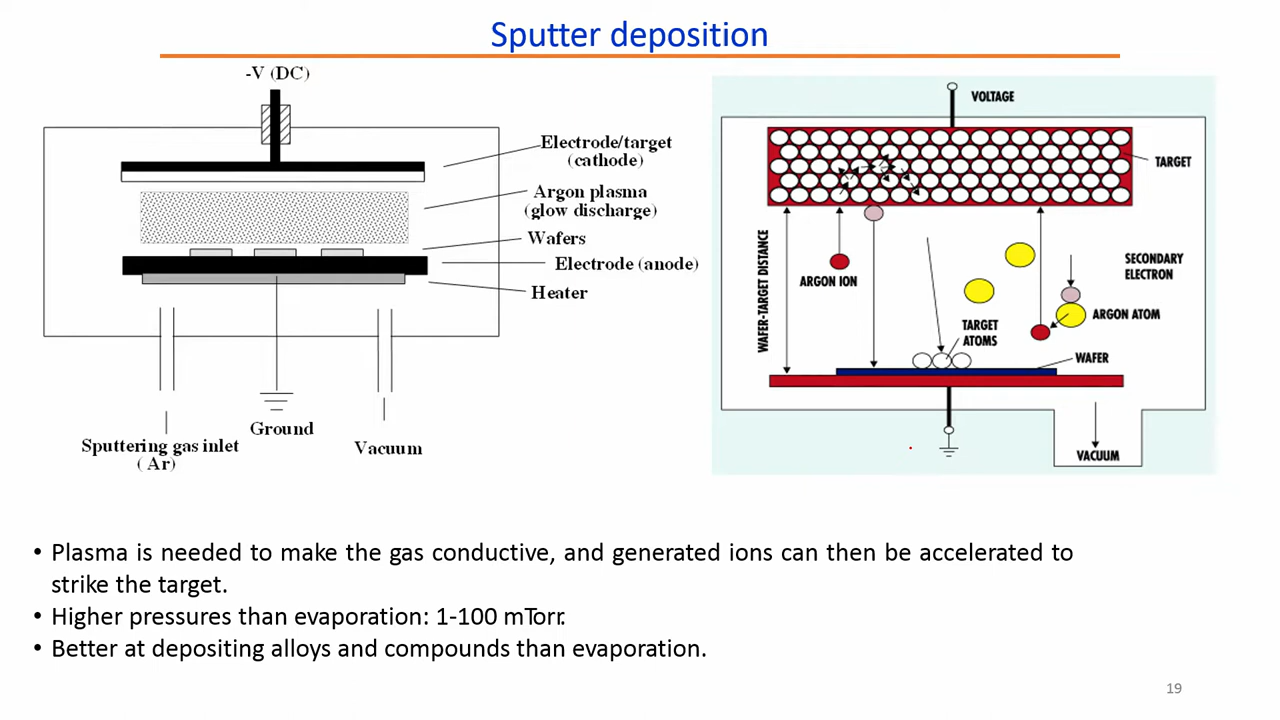 Sputter deposition
-V (DC)
Electrode/target
(cathode)
Argon plasma
(glow discharge)
Wafers
Electrode (anode)
Heater
Sputtering gas inlet
( Ar)
Ground
Vacuum
VOLTAGE
TARGET
WAFER-TARGET DISTANCE
ARGON ION
SECONDARY
ELECTRON
ARGON ATOM
TARGET
ATOMS
WAFER
VACUUM
• Plasma is needed to make the gas conductive, and generated ions can then be accelerated to
strike the target.
• Higher pressures than evaporation: 1-100 mTorr.
• Better at depositing alloys and compounds than evaporation.
19